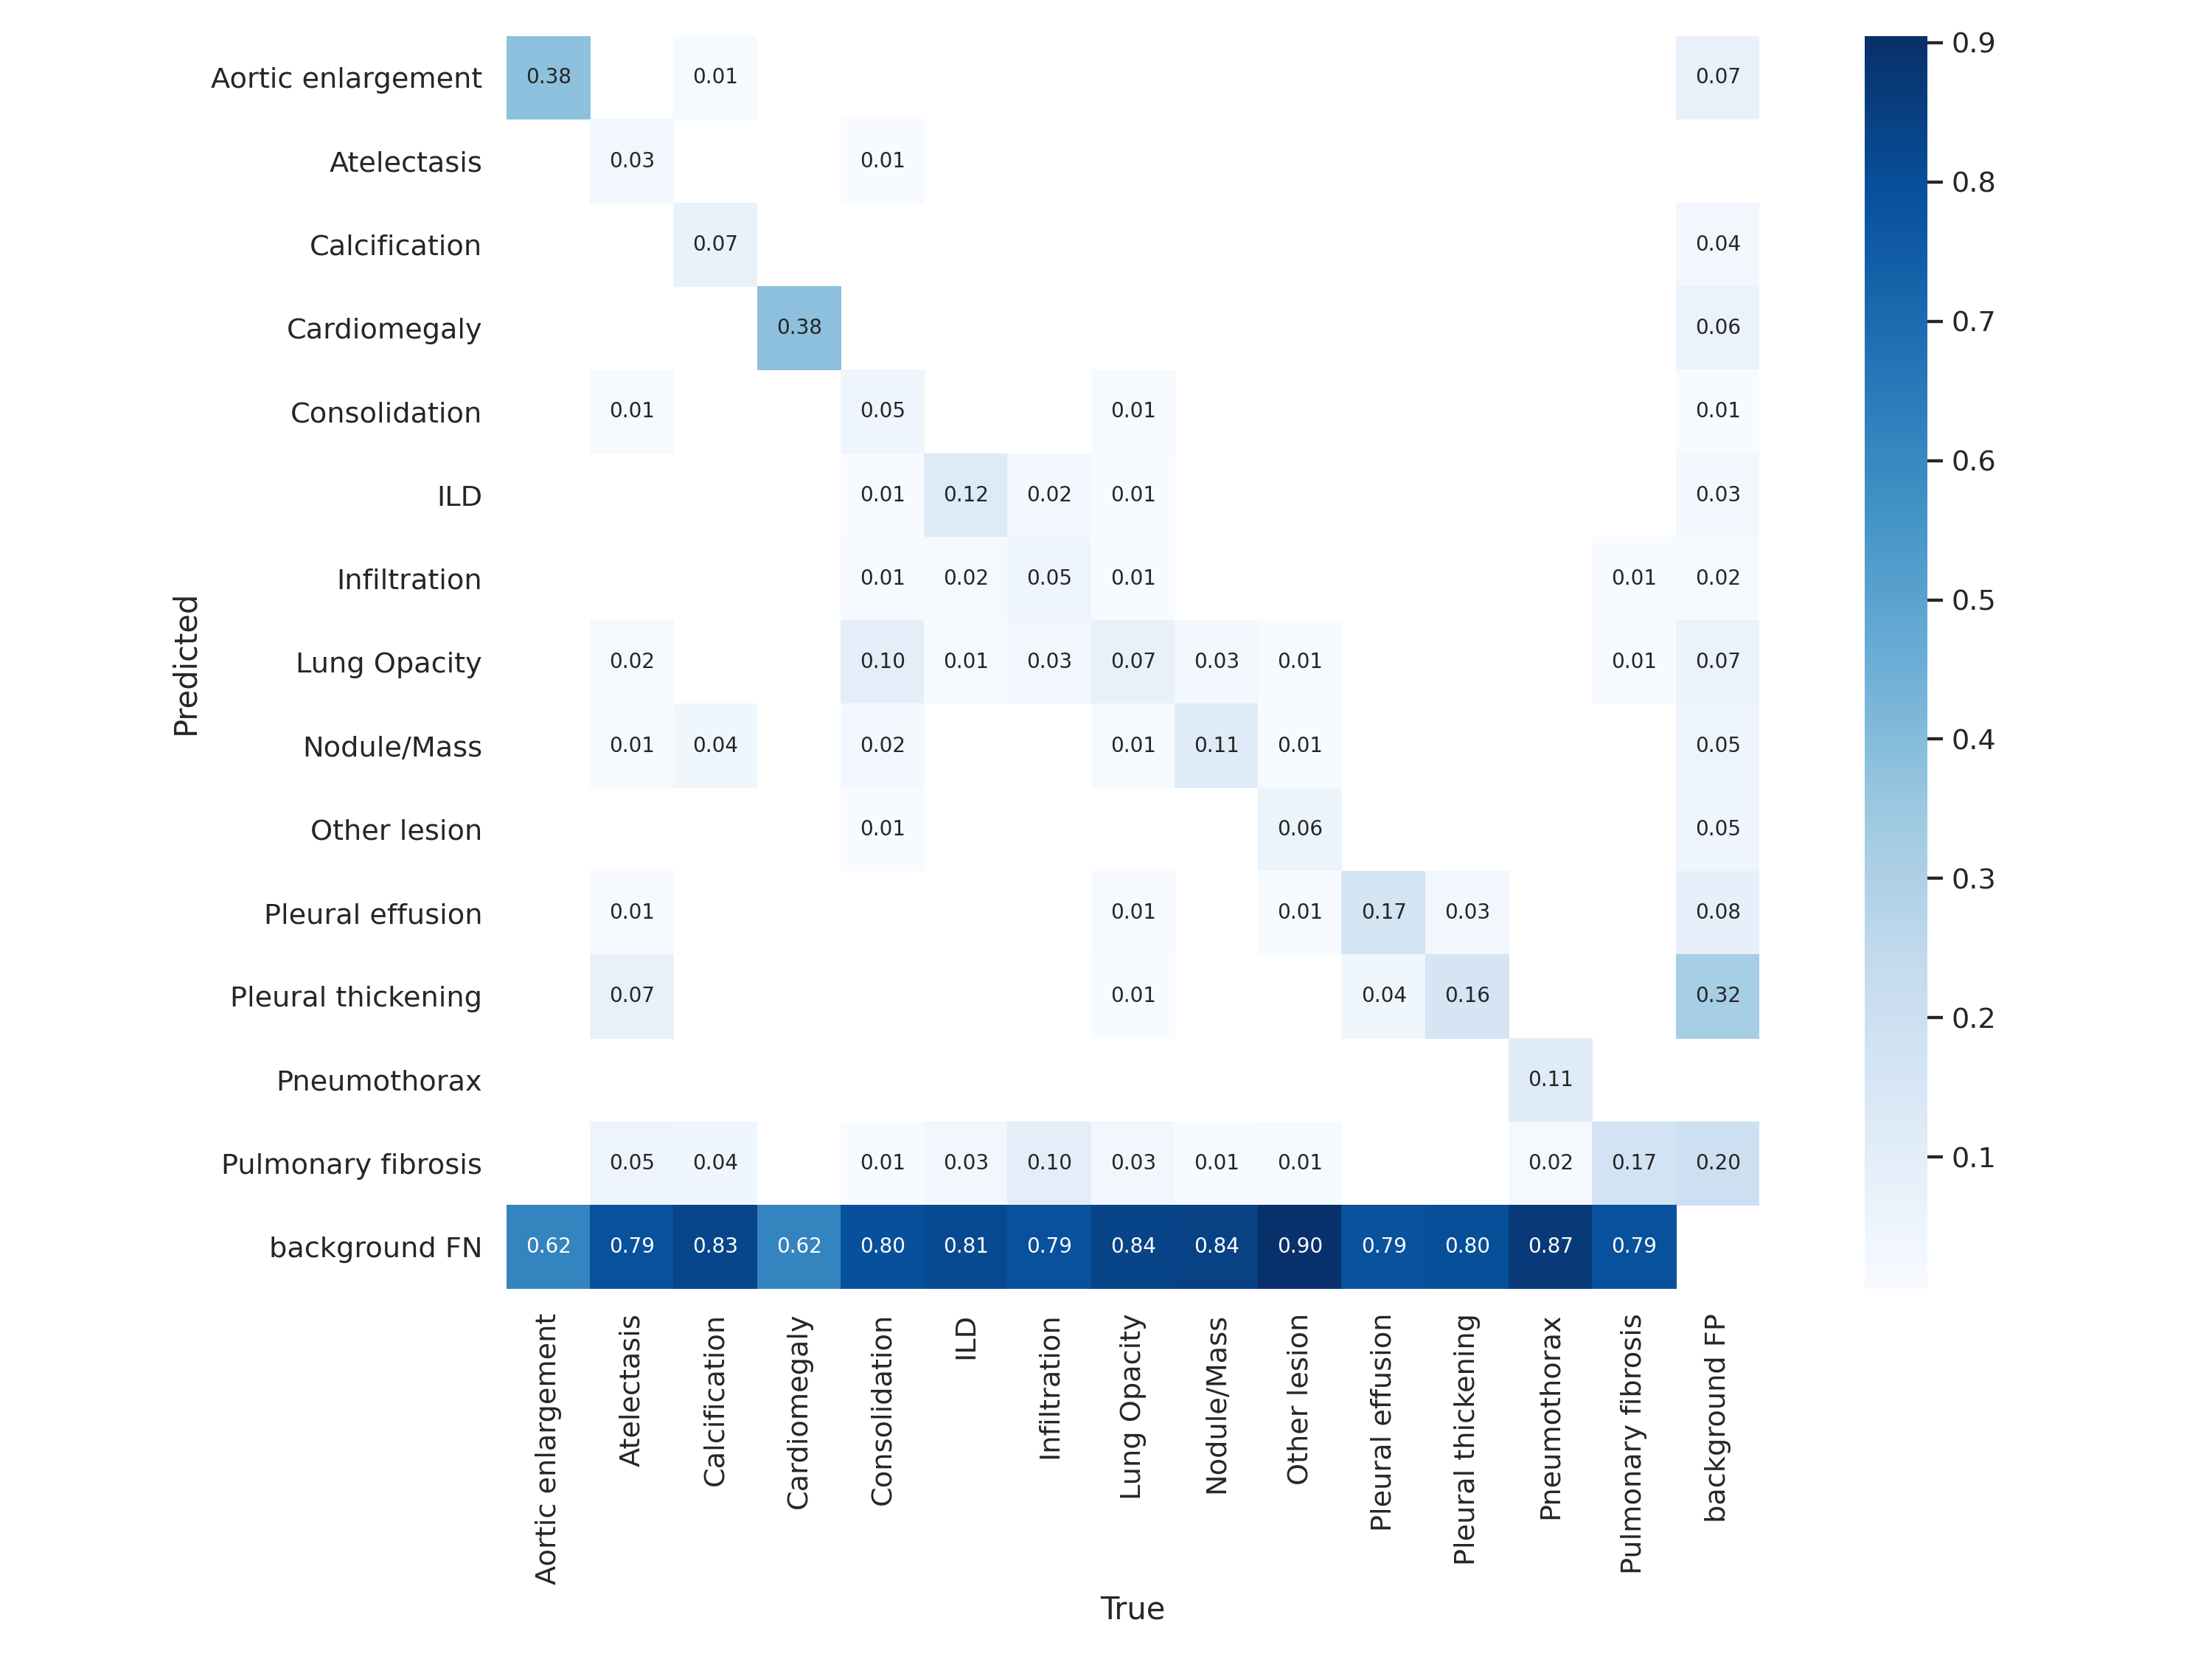 Aortic enlargement 0.38 0.01 0.07
Atelectasis 0.03 0.01
Calcification 0.07 0.04
Cardiomegaly 0.38 0.06
Consolidation 0.01 0.05 0.01 0.01
ILD 0.01 0.12 0.02 0.01 0.03
Infiltration 0.01 0.02 0.05 0.01 0.01 0.02
Lung Opacity 0.02 0.10 0.01 0.03 0.07 0.03 0.01 0.01 0.07
Nodule/Mass 0.01 0.04 0.02 0.01 0.11 0.01 0.05
Other lesion 0.01 0.06 0.05
Pleural effusion 0.01 0.01 0.01 0.17 0.03 0.08
Pleural thickening 0.07 0.01 0.04 0.16 0.32
Pneumothorax 0.11
Pulmonary fibrosis 0.05 0.04 0.01 0.03 0.10 0.03 0.01 0.01 0.02 0.17 0.20
background FN 0.62 0.79 0.83 0.62 0.80 0.81 0.79 0.84 0.84 0.90 0.79 0.80 0.87 0.79
Predicted
Aortic enlargement
Atelectasis
Calcification
Cardiomegaly
Consolidation
ILD
Infiltration
Lung Opacity
Nodule/Mass
Other lesion
Pleural effusion
Pleural thickening
Pneumothorax
Pulmonary fibrosis
background FP
True
0.9
0.8
0.7
0.6
0.5
0.4
0.3
0.2
0.1